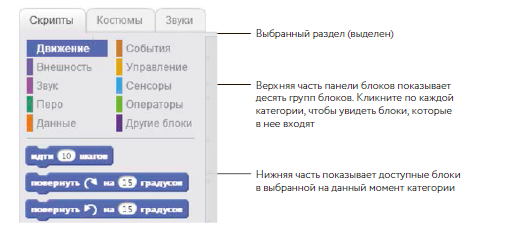 Скрипты Костюмы Звуки
Выбранный раздел (выделен)
Движение События
Внешность Управление
Звук Сенсоры
Перо Операторы
Данные Другие блоки
Верхняя часть панели блоков показывает
десять групп блоков. Кликните по каждой
категории, чтобы увидеть блоки, которые
в нее входят
идти 10 шагов
повернуть на 15 градусов
повернуть на 15 градусов
Нижняя часть показывает доступные блоки
в выбранной на данный момент категории